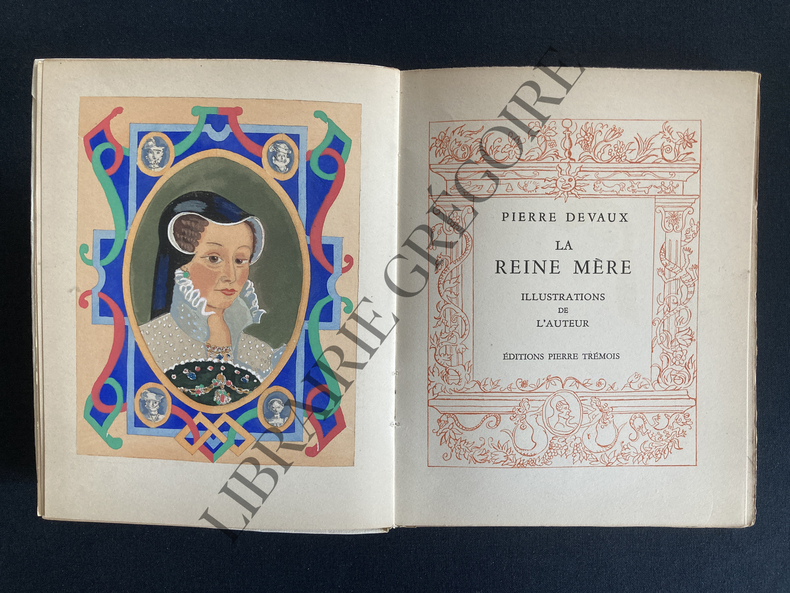 PIERRE DEVAUX
LA
REINE MÈRE
ILLUSTRATIONS
DE
L'AUTEUR
ÉDITIONS PIERRE TRÉMOIS
LIBRAIRIE GRÉGOIRE